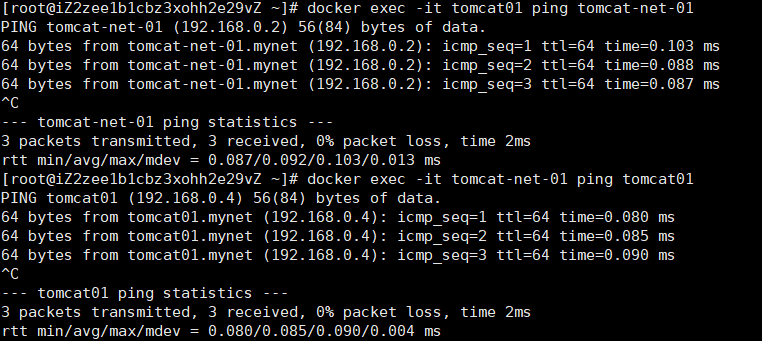 [root@iZ2zee1b1cbz3xohh2e29vZ ~]# docker exec -it tomcat01 ping tomcat-net-01
PING tomcat-net-01 (192.168.0.2) 56(84) bytes of data.
64 bytes from tomcat-net-01.mynet (192.168.0.2): icmp_seq=1 ttl=64 time=0.103 ms
64 bytes from tomcat-net-01.mynet (192.168.0.2): icmp_seq=2 ttl=64 time=0.088 ms
64 bytes from tomcat-net-01.mynet (192.168.0.2): icmp_seq=3 ttl=64 time=0.087 ms
^C
--- tomcat-net-01 ping statistics ---
3 packets transmitted, 3 received, 0% packet loss, time 2ms
rtt min/avg/max/mdev = 0.087/0.092/0.103/0.013 ms
[root@iZ2zee1b1cbz3xohh2e29vZ ~]# docker exec -it tomcat-net-01 ping tomcat01
PING tomcat01 (192.168.0.4) 56(84) bytes of data.
64 bytes from tomcat01.mynet (192.168.0.4): icmp_seq=1 ttl=64 time=0.080 ms
64 bytes from tomcat01.mynet (192.168.0.4): icmp_seq=2 ttl=64 time=0.085 ms
64 bytes from tomcat01.mynet (192.168.0.4): icmp_seq=3 ttl=64 time=0.090 ms
^C
--- tomcat01 ping statistics ---
3 packets transmitted, 3 received, 0% packet loss, time 2ms
rtt min/avg/max/mdev = 0.080/0.085/0.090/0.004 ms